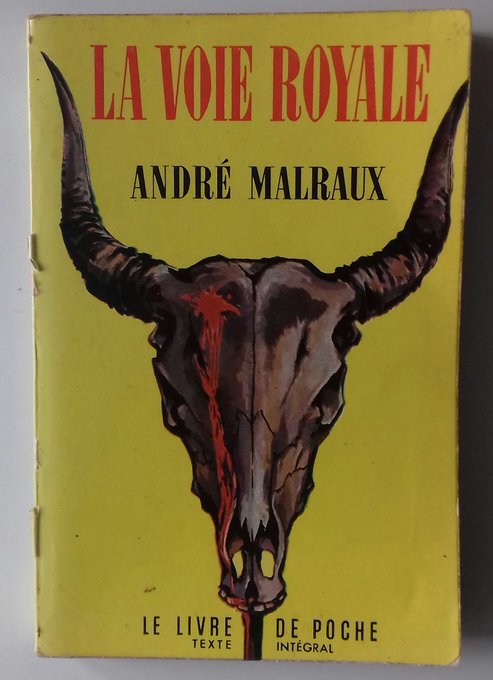 LA VOIE ROYALE
ANDRÉ MALRAUX
LE LIVRE DE POCHE
TEXTE INTÉGRAL